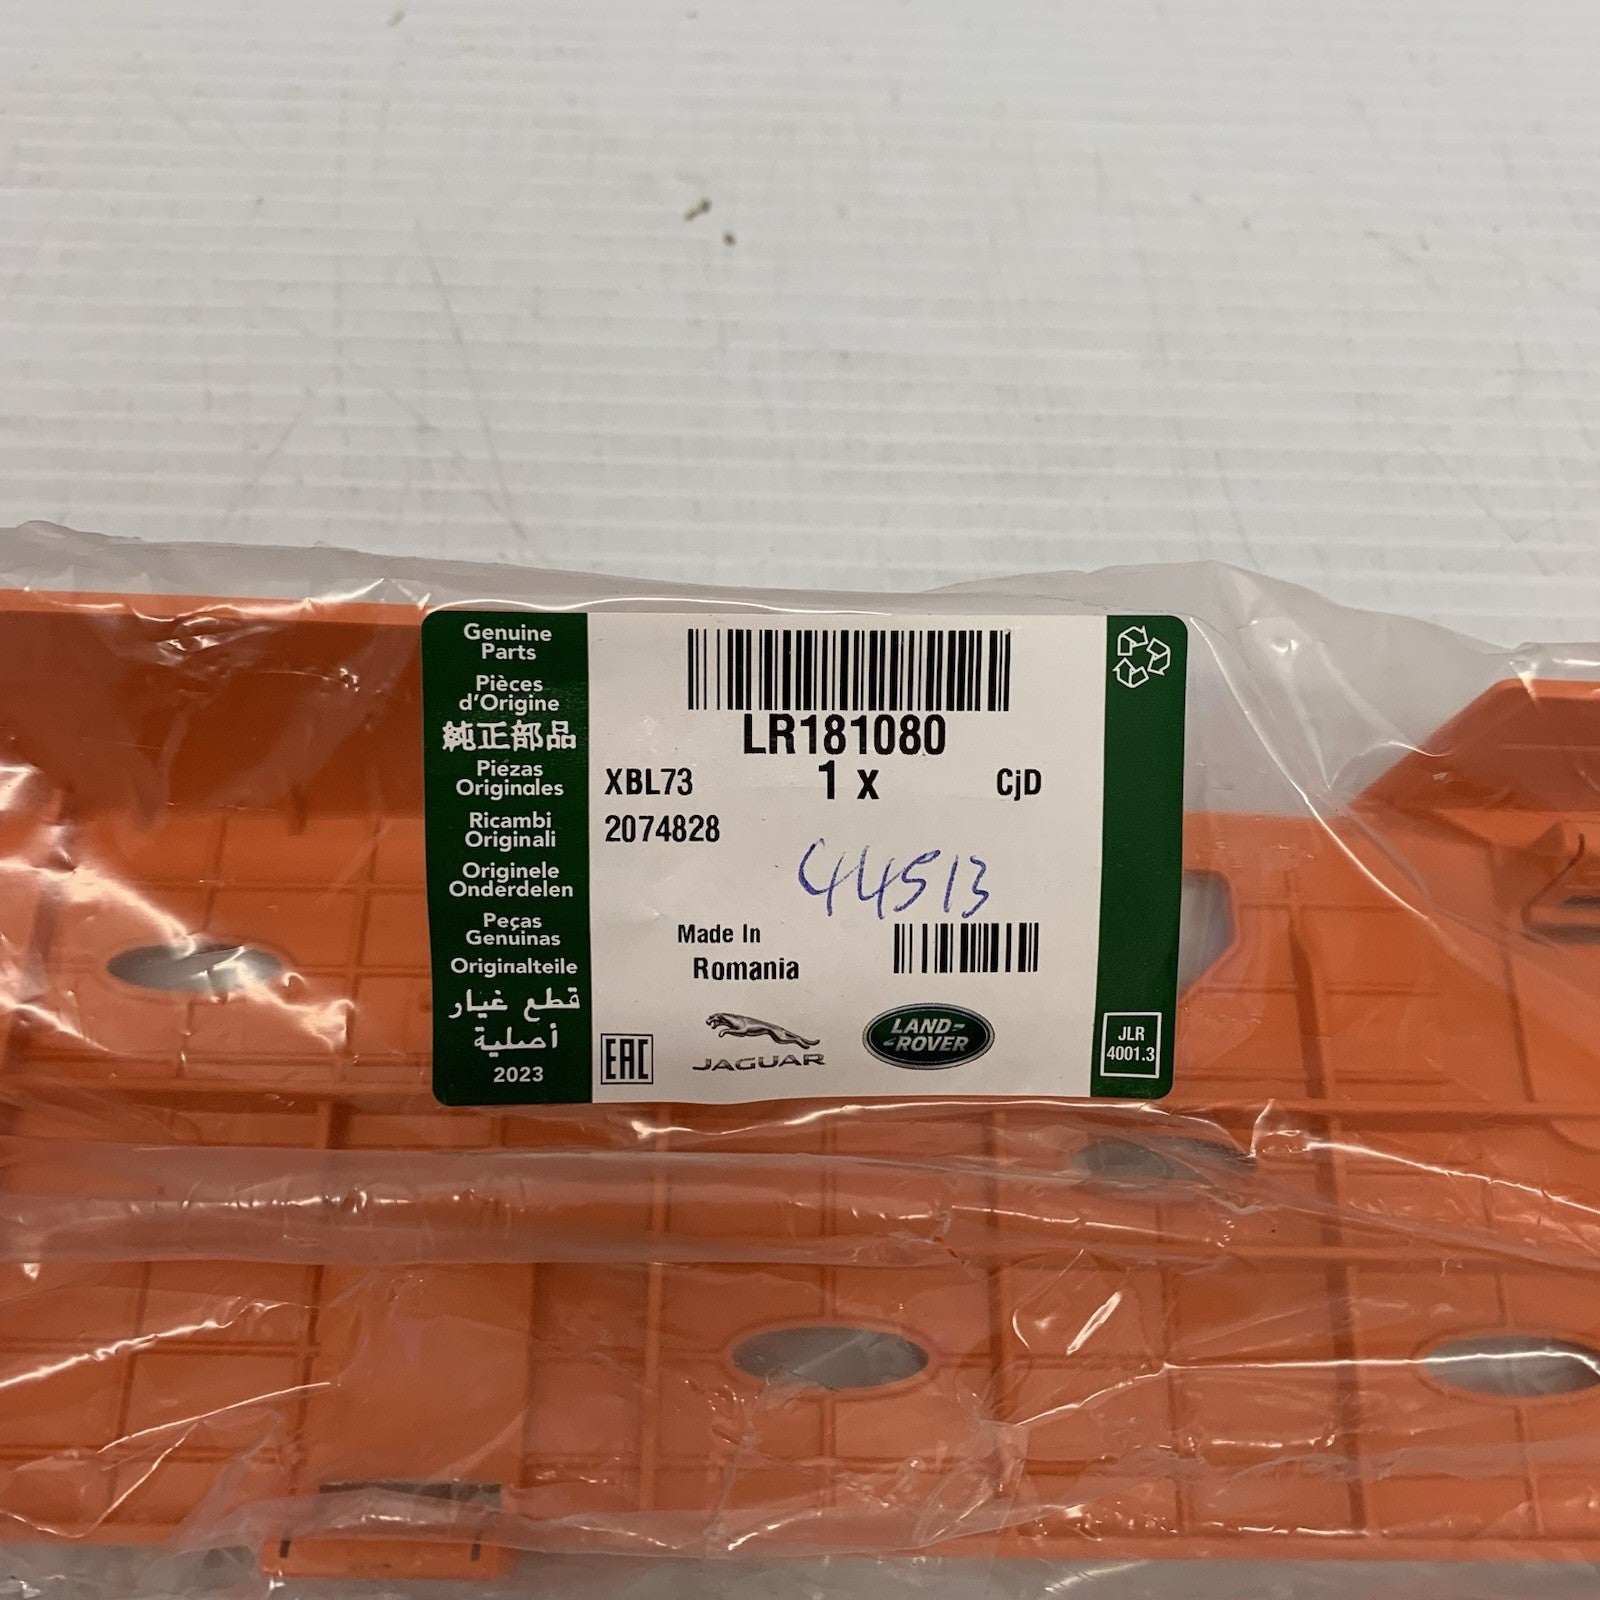 Genuine
Parts
Pièces
d'Origine
純正部品
Piezas
Originales
Ricambi
Originali
Originele
Onderdelen
Peças
Genuinas
Originalteile
قطع غيار
أصلية
2023
LR181080
XBL73 1 x CjD
2074828
44513
Made In
Romania
EAC
JAGUAR
LAND-
-ROVER
JLR
4001.3